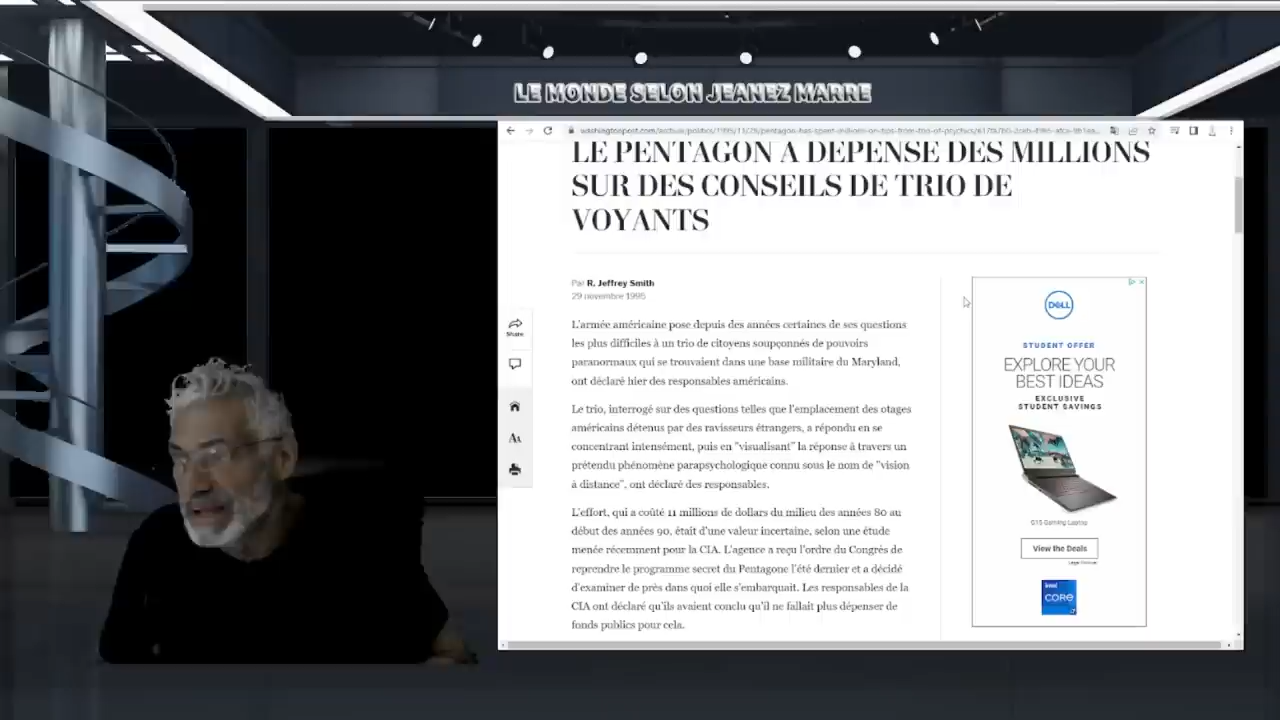 LE MONDE SELON JEANEZ MARRE
LE PENTAGON A DEPENSE DES MILLIONS
SUR DES CONSEILS DE TRIO DE
VOYANTS
Par R. Jeffrey Smith
29 novembre 1995
L'armée américaine pose depuis des années certaines de ses questions
les plus difficiles à un trio de citoyens soupçonnés de pouvoirs
paranormaux qui se trouvaient dans une base militaire du Maryland,
ont déclaré hier des responsables américains.
Le trio, interrogé sur des questions telles que l'emplacement des otages
américains détenus par des ravisseurs étrangers, a répondu en se
concentrant intensément, puis en "visualisant" la réponse à travers un
prétendu phénomène parapsychologique connu sous le nom de "vision
à distance", ont déclaré des responsables.
L'effort, qui a coûté 11 millions de dollars du milieu des années 80 au
début des années 90, était d'une valeur incertaine, selon une étude
menée récemment pour la CIA. L'agence a reçu l'ordre du Congrès de
reprendre le programme secret du Pentagone l'été dernier et a décidé
d'examiner de près dans quoi elle s'embarquait. Les responsables de la
CIA ont déclaré qu'ils avaient conclu qu'il ne fallait plus dépenser de
fonds publics pour cela.
Share
AA
DELL
STUDENT OFFER
EXPLORE YOUR
BEST IDEAS
EXCLUSIVE
STUDENT SAVINGS
G15 Gaming Laptop
View the Deals
intel
CORE